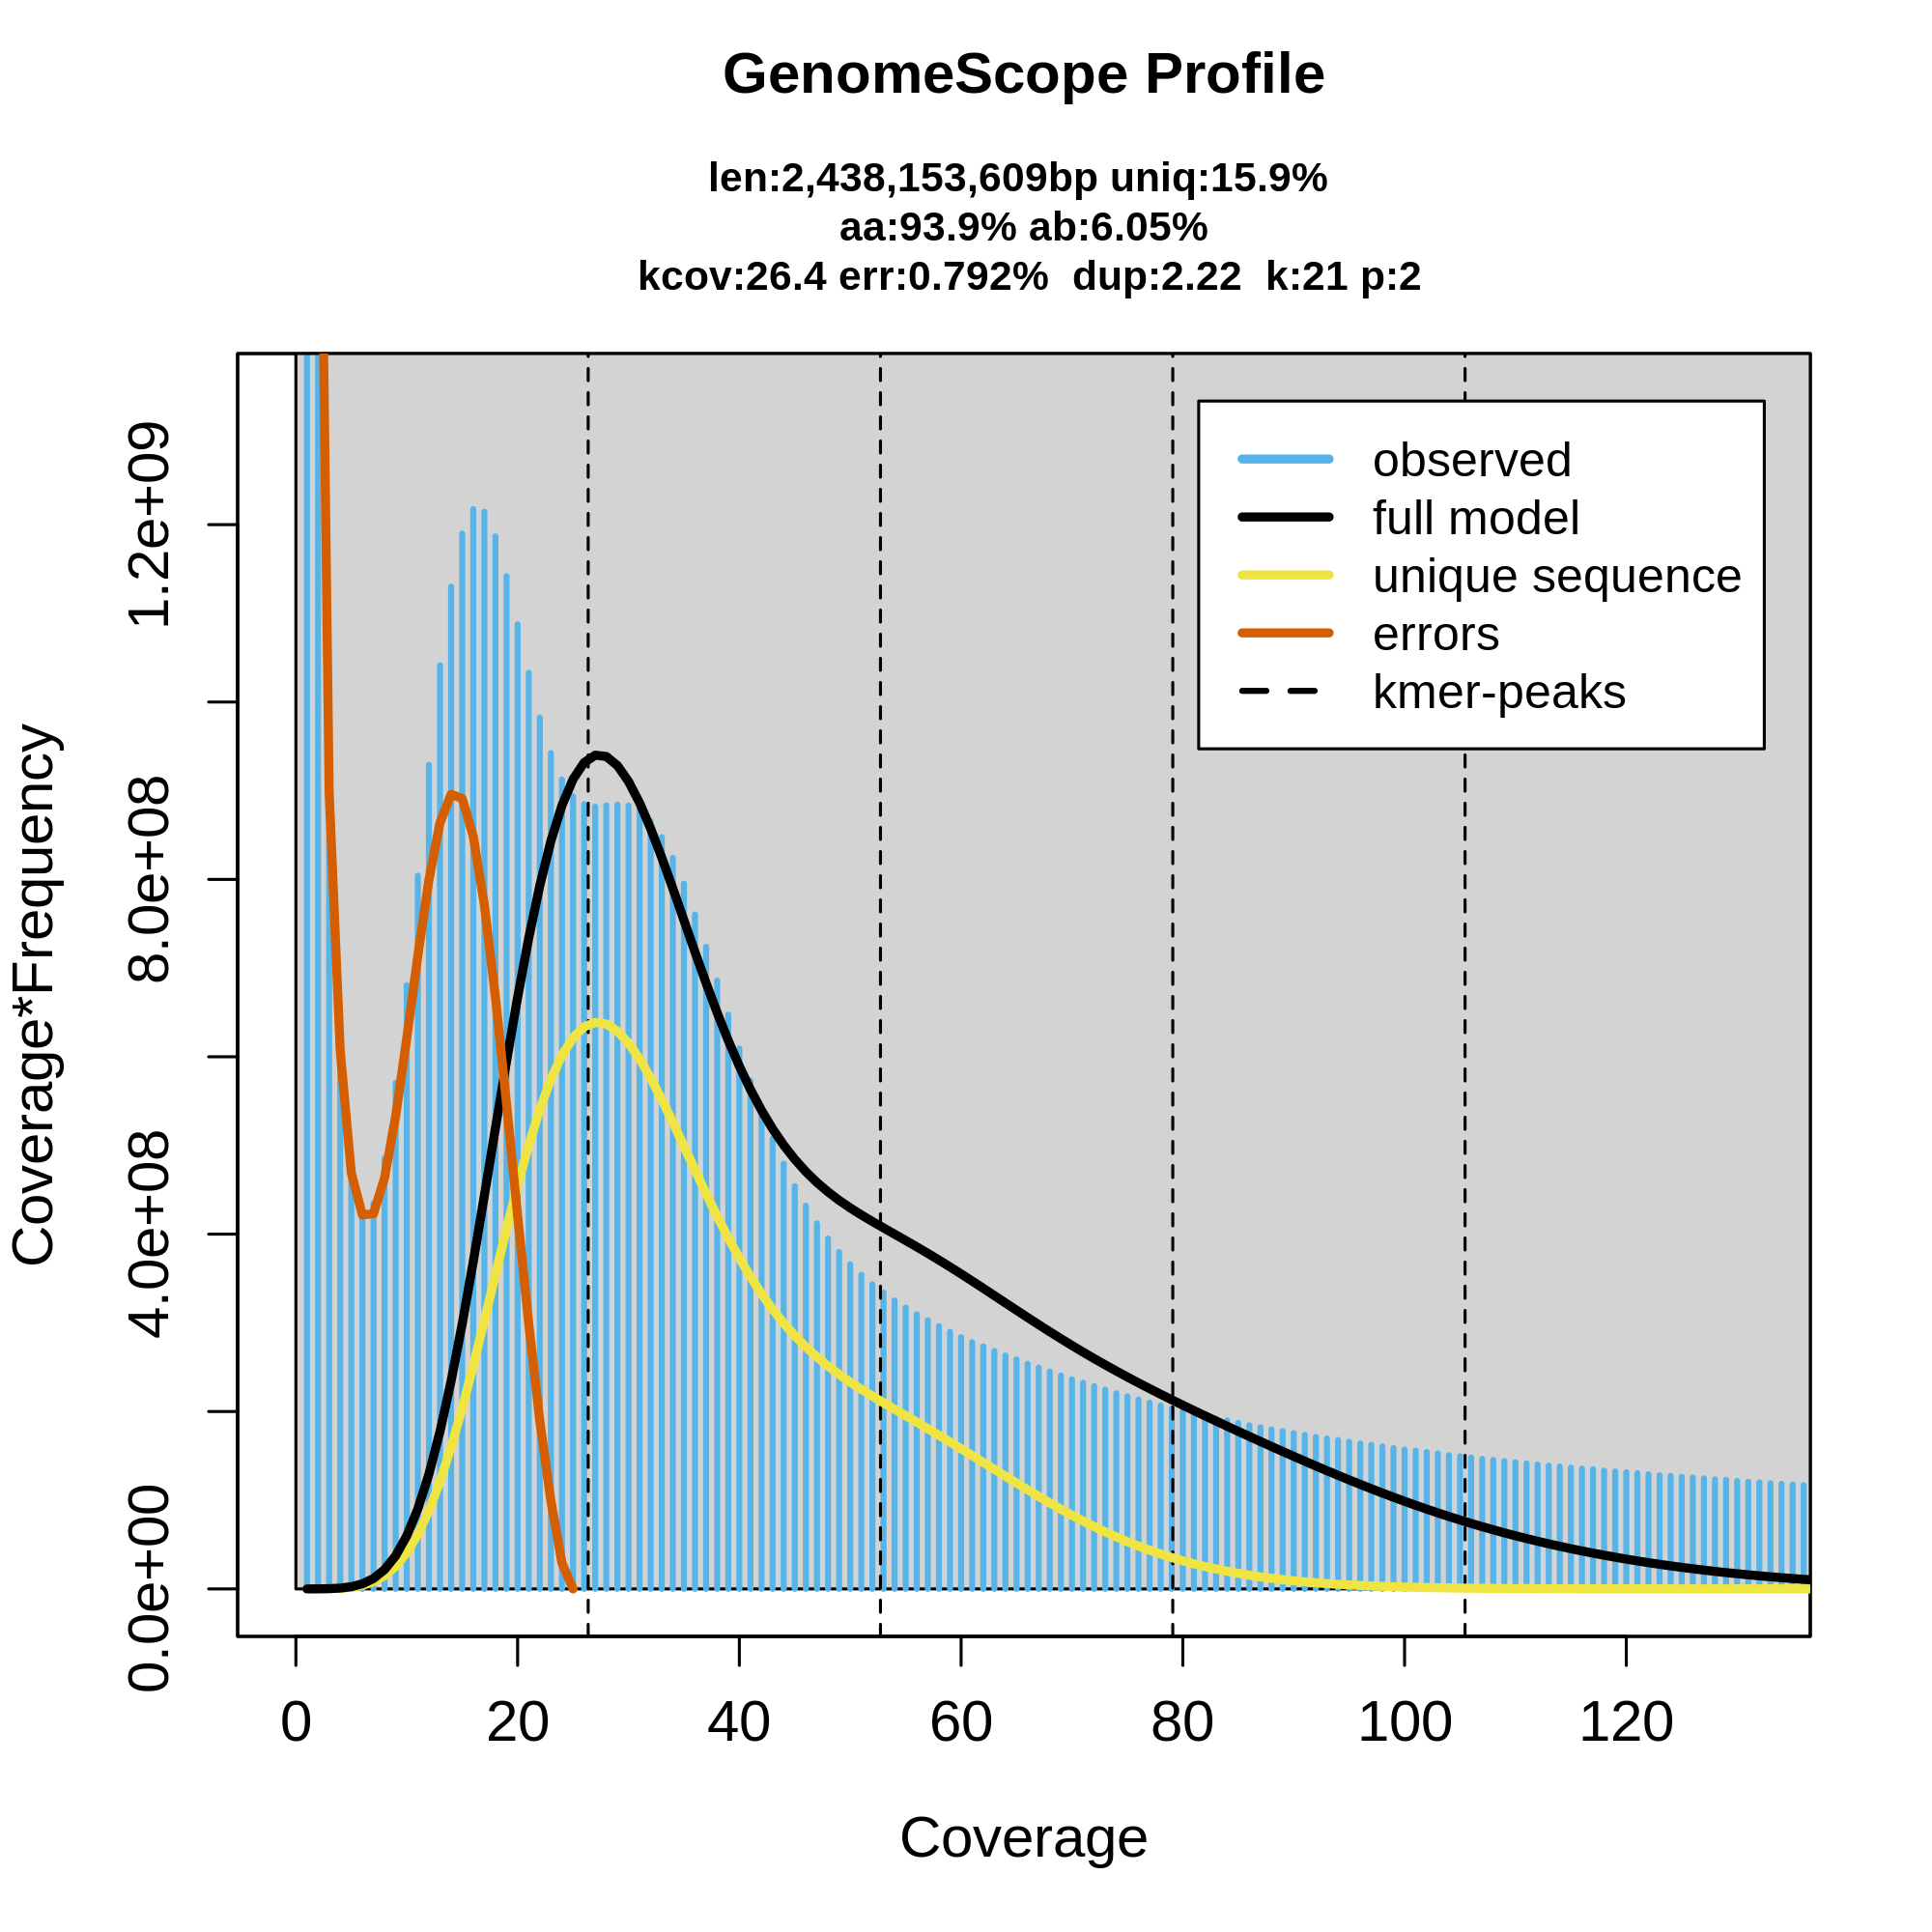 GenomeScope Profile
len:2,438,153,609bp uniq:15.9%
aa:93.9% ab:6.05%
kcov:26.4 err:0.792%  dup:2.22  k:21 p:2
observed
full model
unique sequence
errors
kmer-peaks
Coverage*Frequency
1.2e+09
8.0e+08
4.0e+08
0.0e+00
0 20 40 60 80 100 120
Coverage